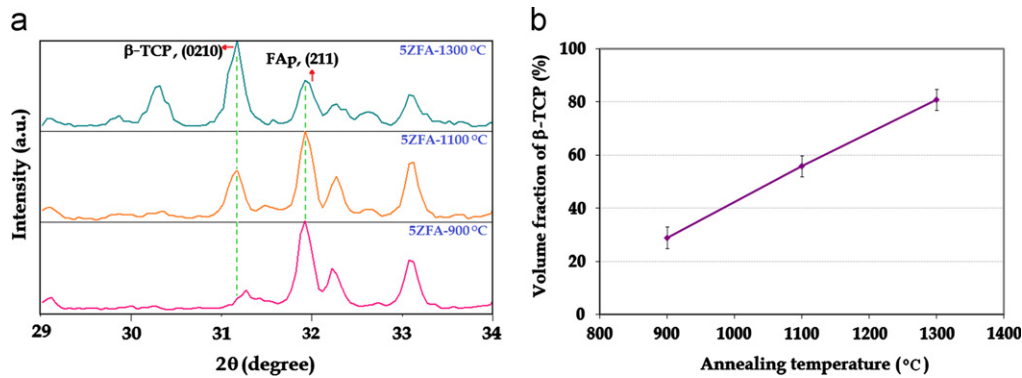 a
β-TCP, (0210)
FAp, (211)
5ZFA-1300 °C
5ZFA-1100 °C
5ZFA-900 °C
Intensity (a.u.)
29 30 31 32 33 34
2θ (degree)
b
Volume fraction of β-TCP (%)
100
80
60
40
20
0
800 900 1000 1100 1200 1300 1400
Annealing temperature (°C)